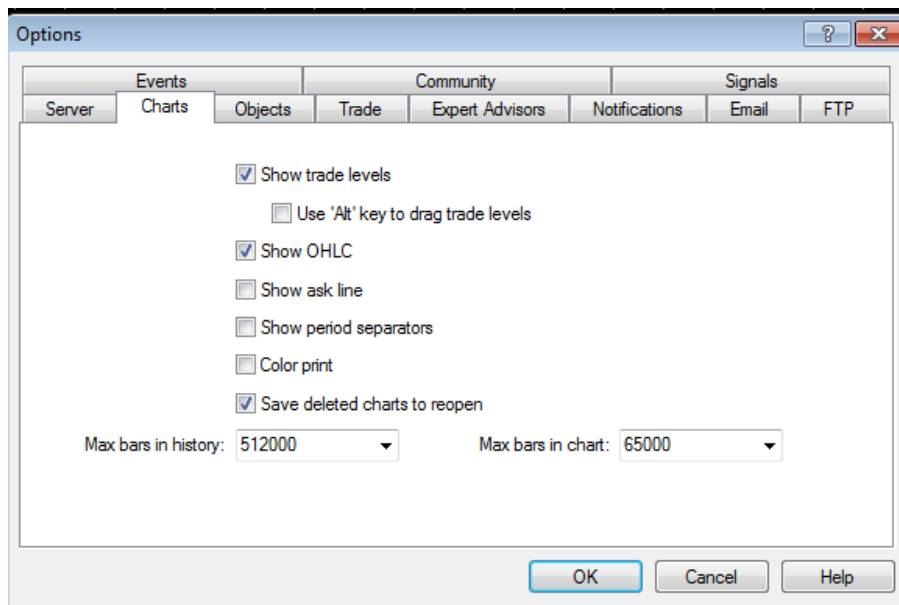 Options
Events Community Signals
Server Charts Objects Trade Expert Advisors Notifications Email FTP
Show trade levels
Use 'Alt' key to drag trade levels
Show OHLC
Show ask line
Show period separators
Color print
Save deleted charts to reopen
Max bars in history: 512000 Max bars in chart: 65000
OK Cancel Help